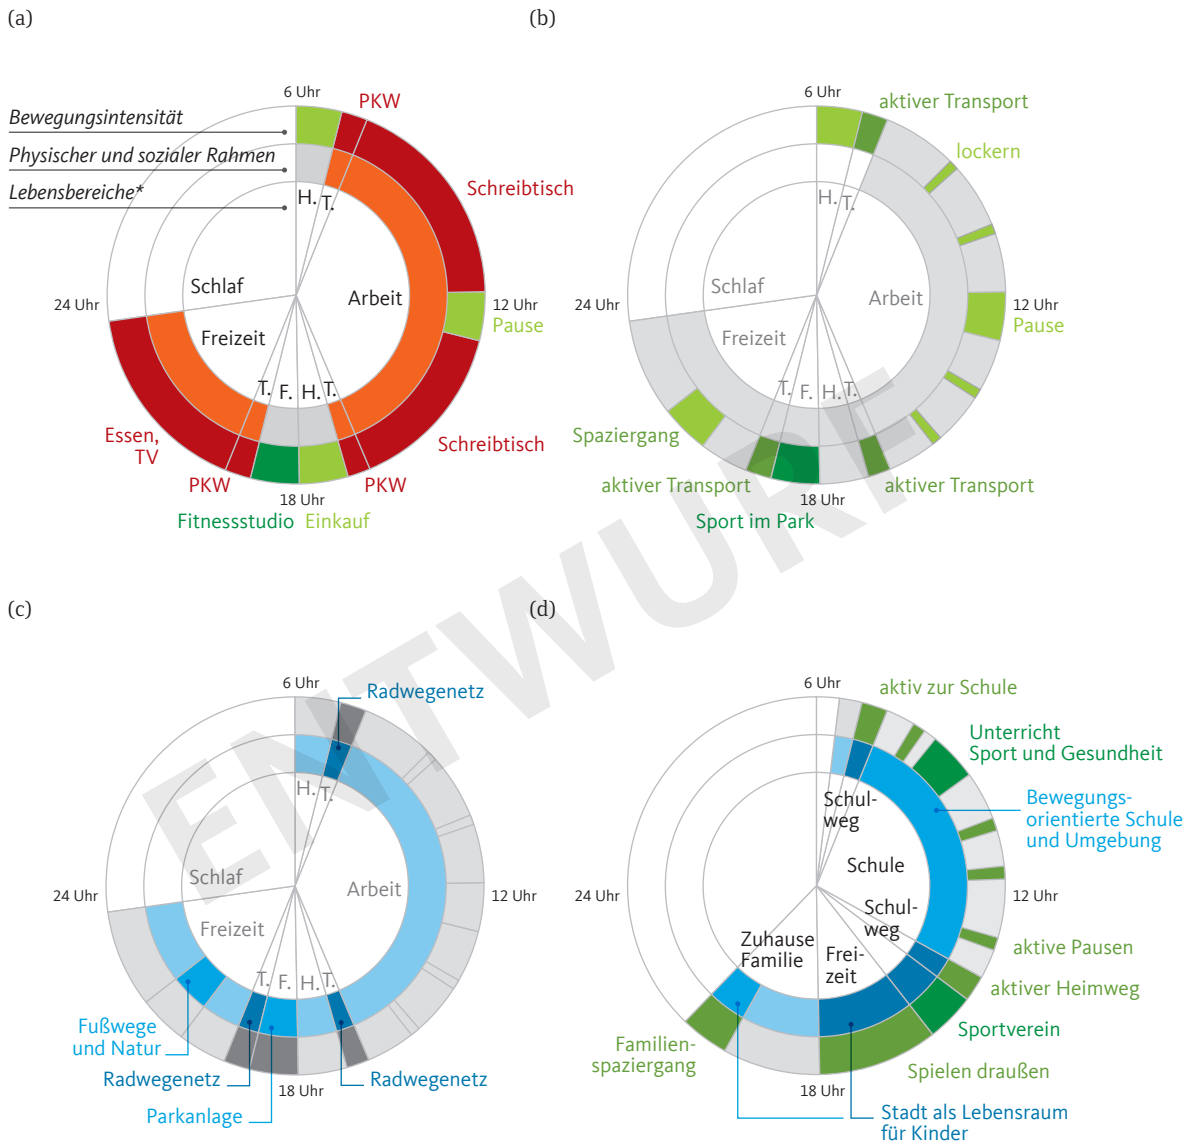 (a)
6 Uhr
PKW
Bewegungsintensität
Physischer und sozialer Rahmen
Lebensbereiche*
Schreibtisch
H.
T.
Schlaf
Arbeit
24 Uhr
12 Uhr
Pause
Freizeit
T.
F.
H.
T.
Essen,
TV
Schreibtisch
PKW
18 Uhr
PKW
Fitnessstudio
Einkauf
(b)
6 Uhr
aktiver Transport
lockern
H.
T.
Schlaf
Arbeit
24 Uhr
12 Uhr
Pause
Freizeit
T.
F.
H.
T.
Spaziergang
aktiver Transport
18 Uhr
aktiver Transport
Sport im Park
ENTWURF
(c)
6 Uhr
Radwegenetz
H.
T.
Schlaf
Arbeit
24 Uhr
12 Uhr
Freizeit
T.
F.
H.
T.
Fußwege
und Natur
Radwegenetz
18 Uhr
Radwegenetz
Parkanlage
(d)
6 Uhr
aktiv zur Schule
Unterricht
Sport und Gesundheit
Schul-
weg
Bewegungs-
orientierte Schule
und Umgebung
Schule
24 Uhr
12 Uhr
Schul-
weg
Zuhause
Familie
Frei-
zeit
aktive Pausen
aktiver Heimweg
Sportverein
Familien-
spaziergang
Spielen draußen
18 Uhr
Stadt als Lebensraum
für Kinder